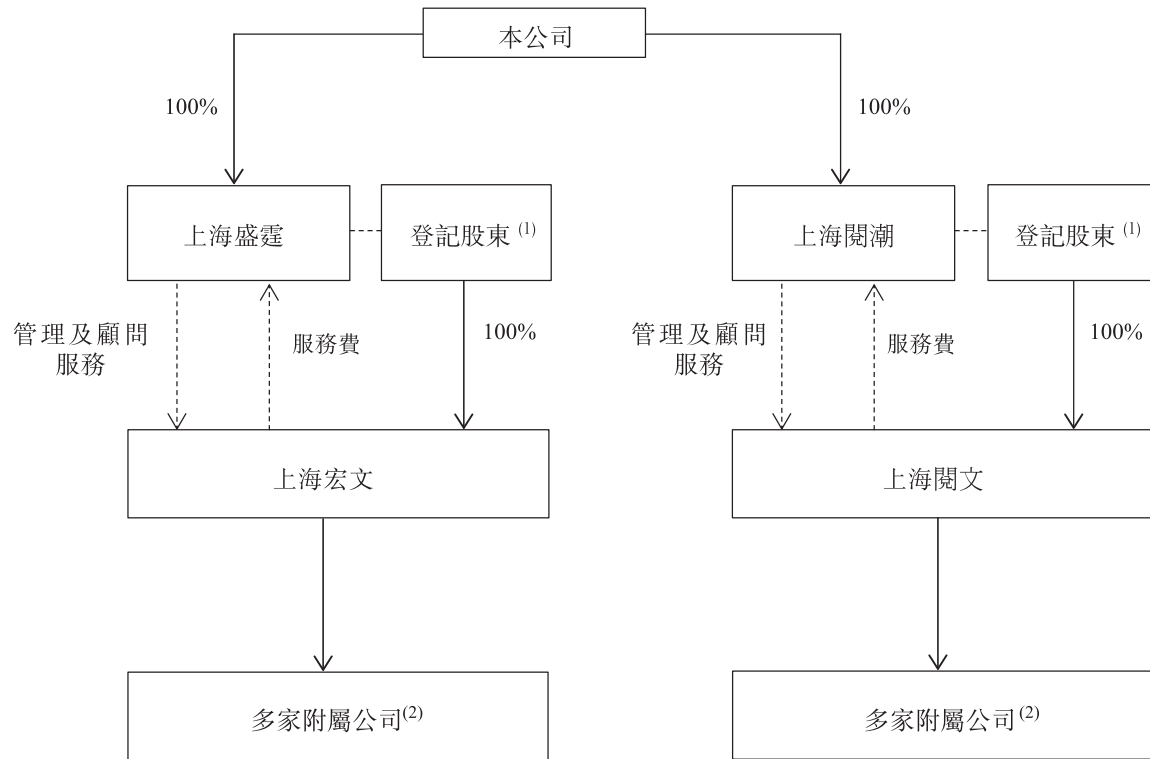 本公司
100%
100%
上海盛霆
登記股東 (1)
上海閱潮
登記股東 (1)
管理及顧問
服務
服務費
100%
管理及顧問
服務
服務費
100%
上海宏文
上海閱文
多家附屬公司(2)
多家附屬公司(2)